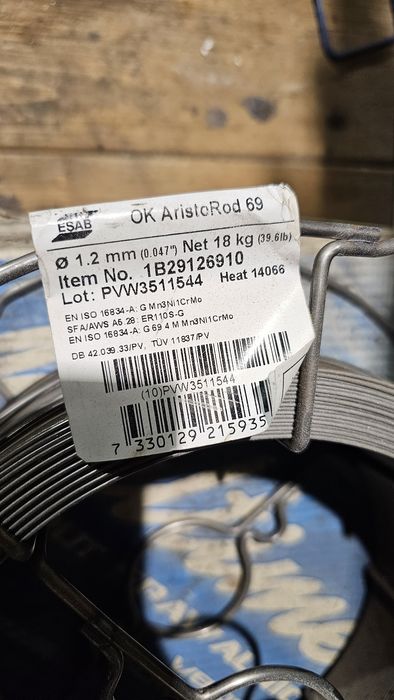 ESAB
OK AristoRod 69
Ø 1.2 mm (0.047") Net 18 kg (39.6lb)
Item No. 1B29126910
Lot: PVW3511544 Heat 14066
EN ISO 16834-A: G Mn3Ni1CrMo
SFA/AWS A5.28: ER110S-G
EN ISO 16834-A: G 69 4 M Mn3Ni1CrMo
DB 42.039.33/PV, TÜV 11837/PV
(10)PVW3511544
7 330129 215935